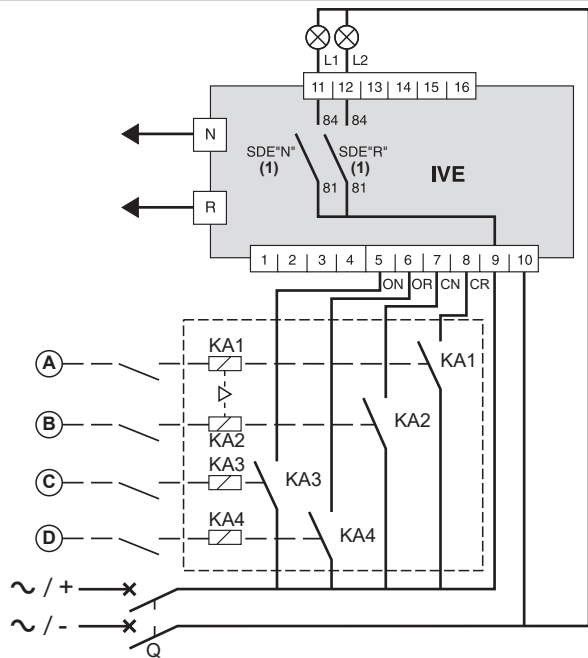 L1 L2
11 12 13 14 15 16
84 84
N
SDE"N" SDE"R"
(1) (1)
IVE
81 81
R
1 2 3 4 5 6 7 8 9 10
ON OR CN CR
KA1
A
KA1
B
KA2
KA2
KA3
C
KA3
KA4
D
KA4
~ / +
~ / -
Q